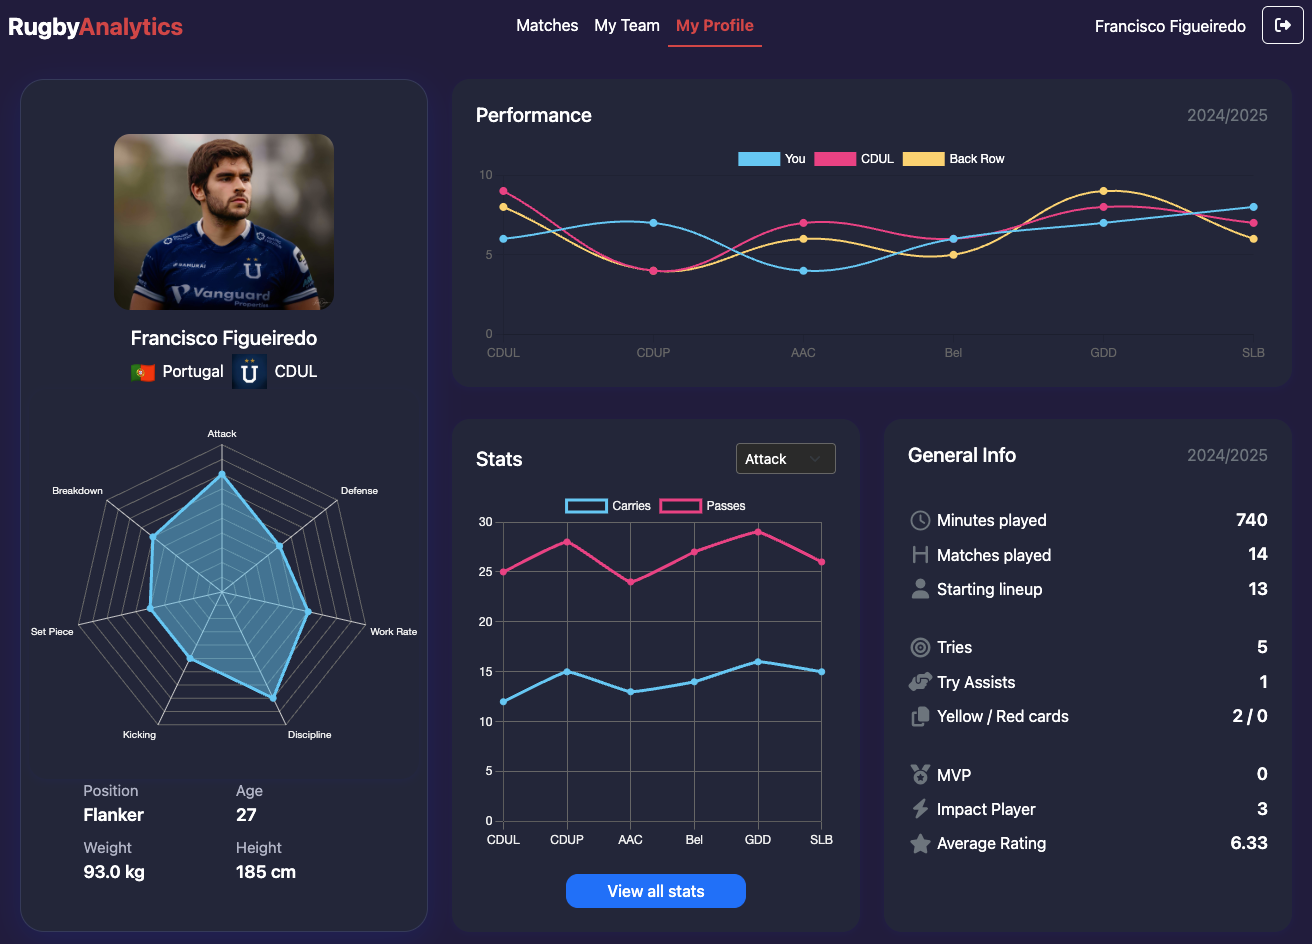 RugbyAnalytics
Matches My Team My Profile
Francisco Figueiredo
SAMURAI
U
Vanguard
Properties
Francisco Figueiredo
Portugal U CDUL
Attack
Defense
Work Rate
Discipline
Kicking
Set Piece
Breakdown
Position
Flanker
Age
27
Weight
93.0 kg
Height
185 cm
Performance
2024/2025
You CDUL Back Row
10
5
0
CDUL CDUP AAC Bel GDD SLB
Stats
Attack
Carries Passes
30
25
20
15
10
5
0
CDUL CDUP AAC Bel GDD SLB
View all stats
General Info
2024/2025
Minutes played 740
Matches played 14
Starting lineup 13
Tries 5
Try Assists 1
Yellow / Red cards 2 / 0
MVP 0
Impact Player 3
Average Rating 6.33